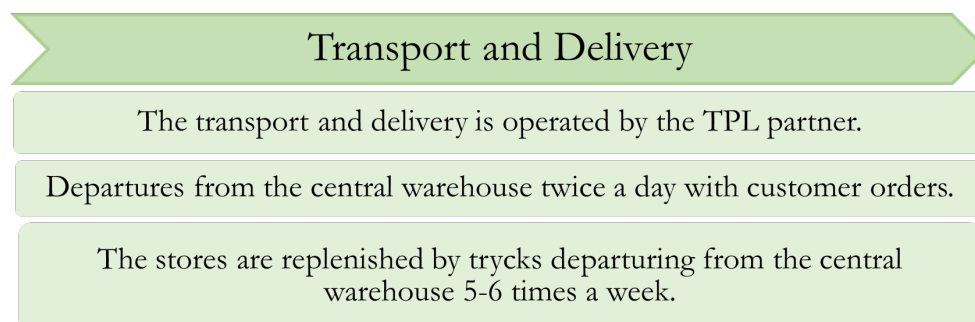 Transport and Delivery
The transport and delivery is operated by the TPL partner.
Departures from the central warehouse twice a day with customer orders.
The stores are replenished by trycks departuring from the central
warehouse 5-6 times a week.